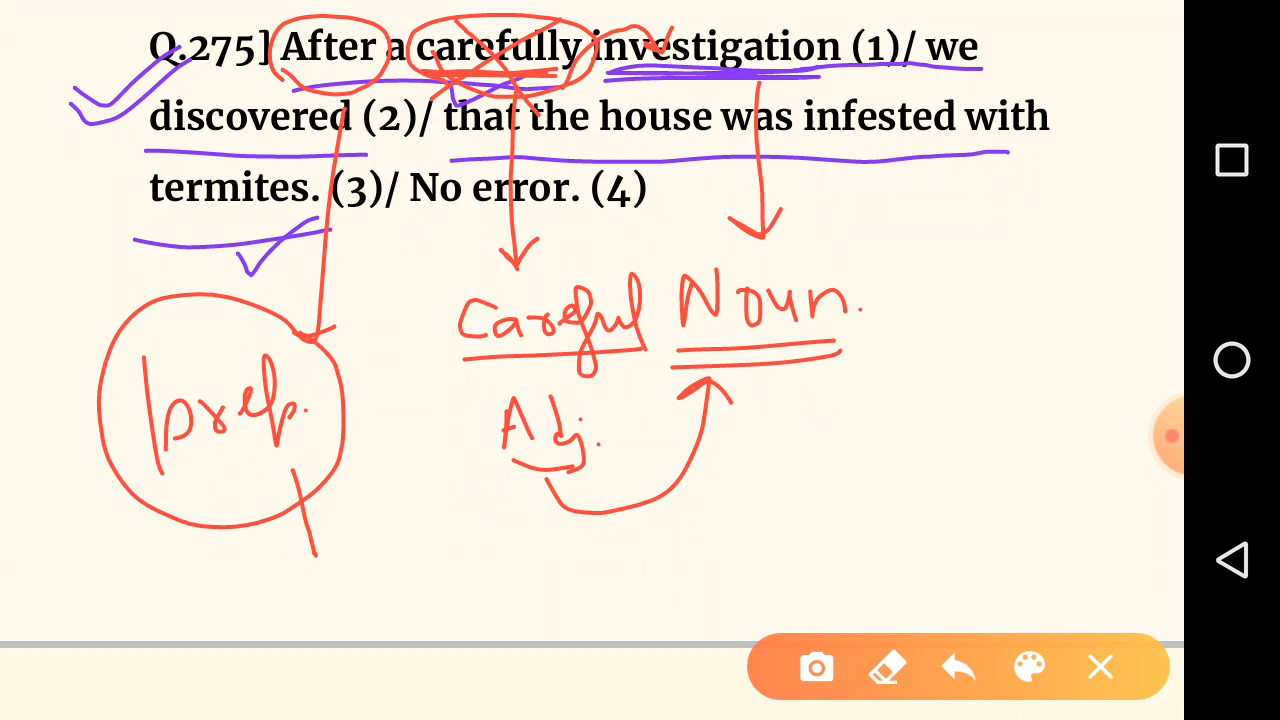 Q.275] After a carefully investigation (1)/ we
discovered (2)/ that the house was infested with
termites. (3)/ No error. (4)
Careful Noun.
prep.
Adj.